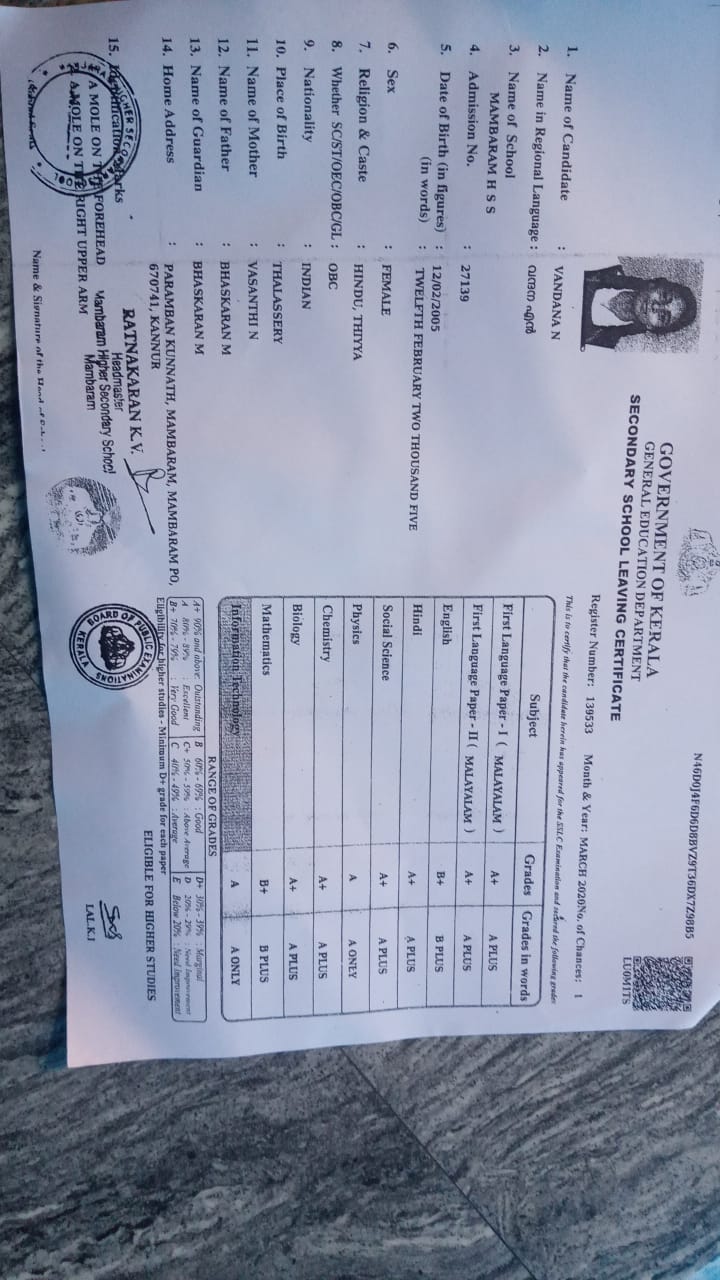 N46D0J4F6D6D8BVZ9T36DX7Z98B5
LU0M1TS
GOVERNMENT OF KERALA
GENERAL EDUCATION DEPARTMENT
SECONDARY SCHOOL LEAVING CERTIFICATE
Register Number: 139533 Month & Year: MARCH 2020 No. of Chances: 1
This is to certify that the candidate herein has appeared for the SSLC Examination and secured the following grades
1. Name of Candidate : VANDANA N
2. Name in Regional Language : വന്ദന എൻ
3. Name of School
MAMBARAM H S S
4. Admission No. : 27139
5. Date of Birth (in figures) : 12/02/2005
(in words) : TWELFTH FEBRUARY TWO THOUSAND FIVE
6. Sex : FEMALE
7. Religion & Caste : HINDU, THIYYA
8. Whether SC/ST/OEC/OBC/GL : OBC
9. Nationality : INDIAN
10. Place of Birth : THALASSERY
11. Name of Mother : VASANTHI N
12. Name of Father : BHASKARAN M
13. Name of Guardian : BHASKARAN M
14. Home Address : PARAMBAN KUNNATH, MAMBARAM, MAMBARAM PO,
670741, KANNUR
15. Identification Marks
A MOLE ON THE FOREHEAD
A MOLE ON THE RIGHT UPPER ARM
RATNAKARAN K.V.
Headmaster
Mambaram Higher Secondary School
Mambaram
Name & Signature of the Head of
Subject Grades Grades in words
First Language Paper - I ( MALAYALAM ) A+ A PLUS
First Language Paper - II ( MALAYALAM ) A+ A PLUS
English B+ B PLUS
Hindi A+ A PLUS
Social Science A+ A PLUS
Physics A A ONLY
Chemistry A+ A PLUS
Biology A+ A PLUS
Mathematics B+ B PLUS
Information Technology A A ONLY
RANGE OF GRADES
A+ 90% and above: Outstanding B 60% - 69% : Good D+ 30% - 39% : Marginal
A 80% - 89% : Excellent C+ 50% - 59% : Above Average D 20% - 29% : Need Improvement
B+ 70% - 79% : Very Good C 40% - 49% : Average E Below 20% : Need Improvement
Eligibility for higher studies - Minimum D+ grade for each paper
ELIGIBLE FOR HIGHER STUDIES
BOARD OF PUBLIC EXAMINATIONS
KERALA
LAL.K.I